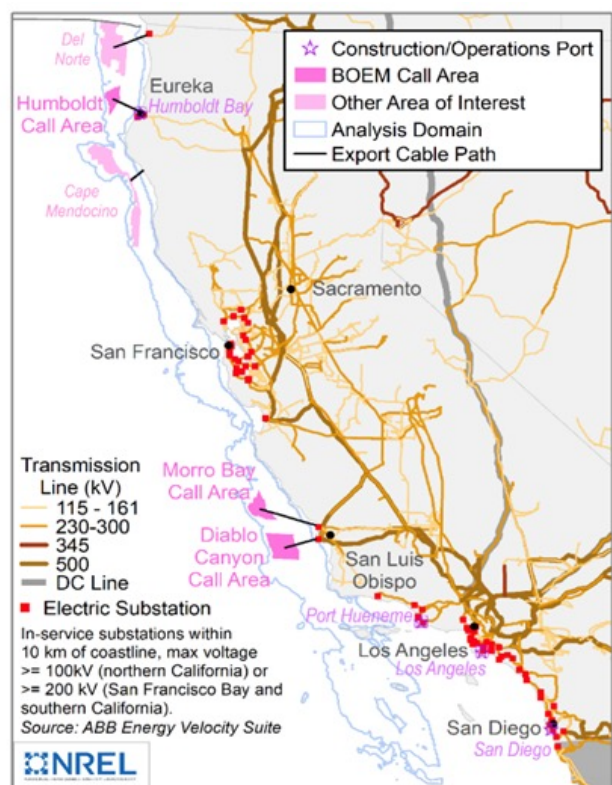 Del
Norte
Eureka
Humboldt
Call Area
Humboldt Bay
Cape
Mendocino
Construction/Operations Port
BOEM Call Area
Other Area of Interest
Analysis Domain
Export Cable Path
Sacramento
San Francisco
Transmission
Line (kV)
115 - 161
230-300
345
500
DC Line
Electric Substation
In-service substations within
10 km of coastline, max voltage
>= 100kV (northern California) or
>= 200 kV (San Francisco Bay and
southern California).
Source: ABB Energy Velocity Suite
Morro Bay
Call Area
Diablo
Canyon
Call Area
San Luis
Obispo
Port Hueneme
Los Angeles
Los Angeles
San Diego
San Diego
NREL